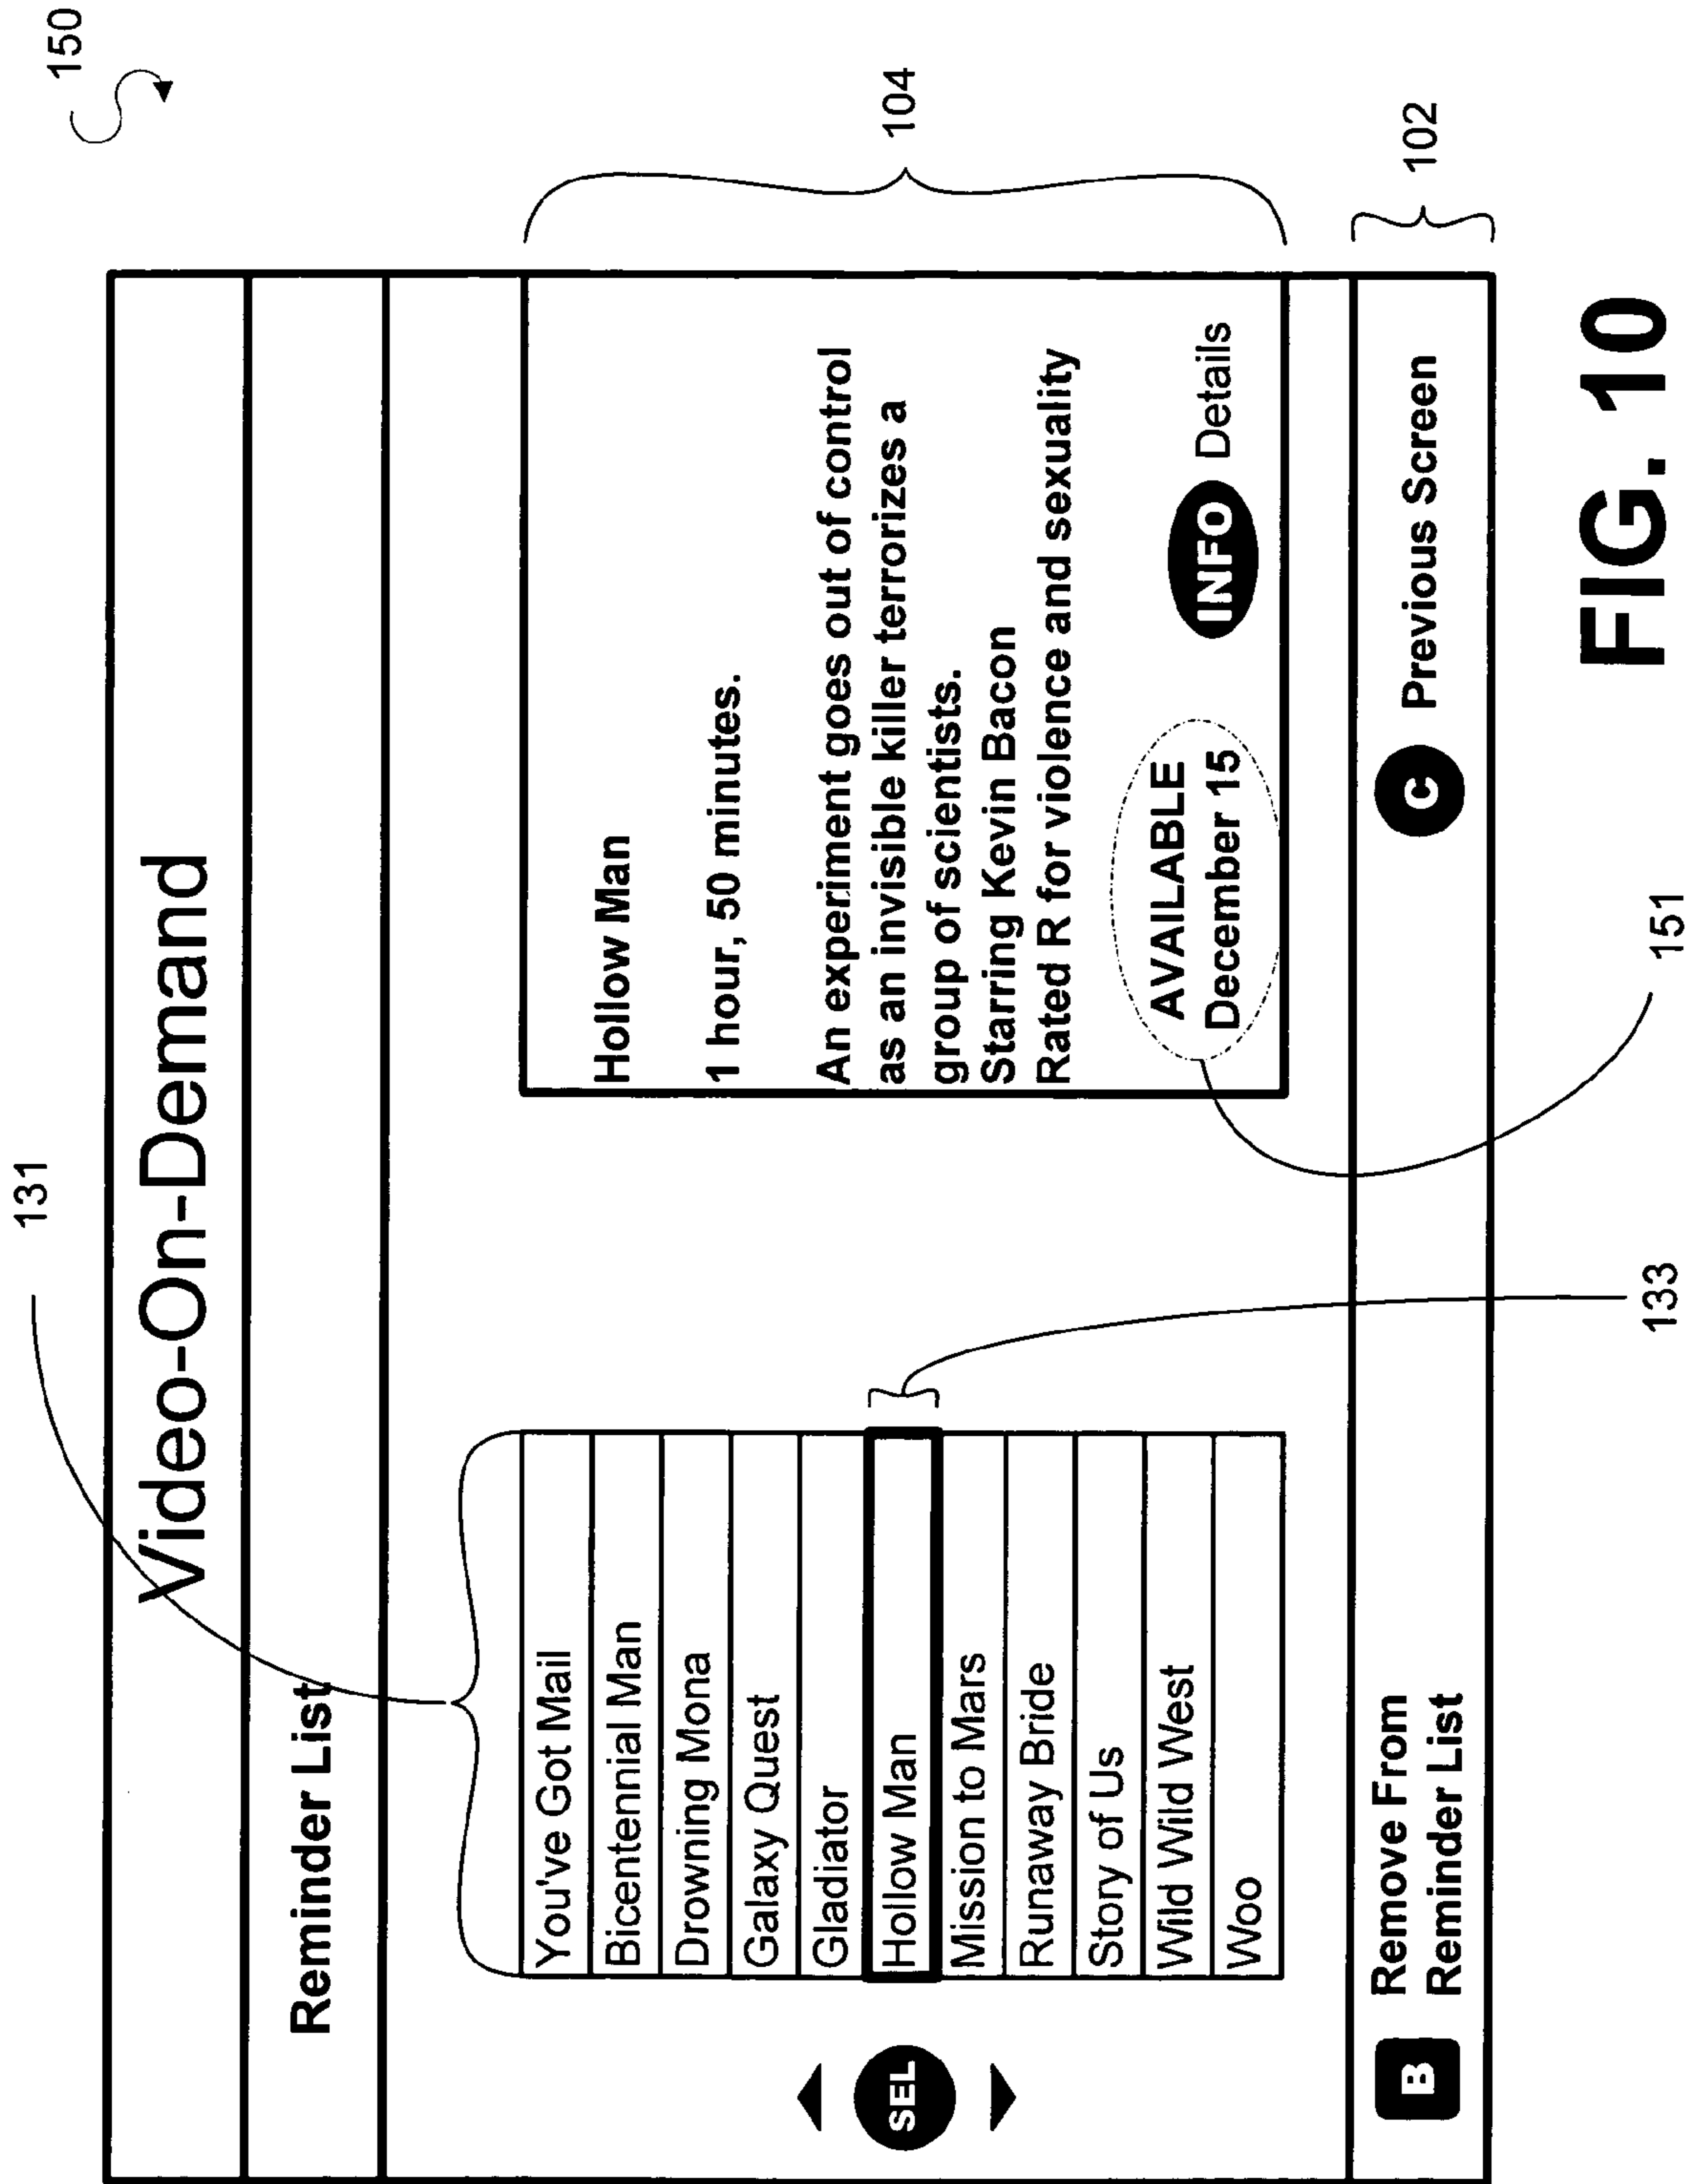 150
131
Video-On-Demand
Reminder List
You've Got Mail
Bicentennial Man
Drowning Mona
Galaxy Quest
Gladiator
Hollow Man
Mission to Mars
Runaway Bride
Story of Us
Wild Wild West
Woo
SEL
Hollow Man
1 hour, 50 minutes.
An experiment goes out of control
as an invisible killer terrorizes a
group of scientists.
Starring Kevin Bacon
Rated R for violence and sexuality
AVAILABLE
December 15
INFO Details
104
B Remove From
Reminder List
C Previous Screen
102
133
151
FIG. 10